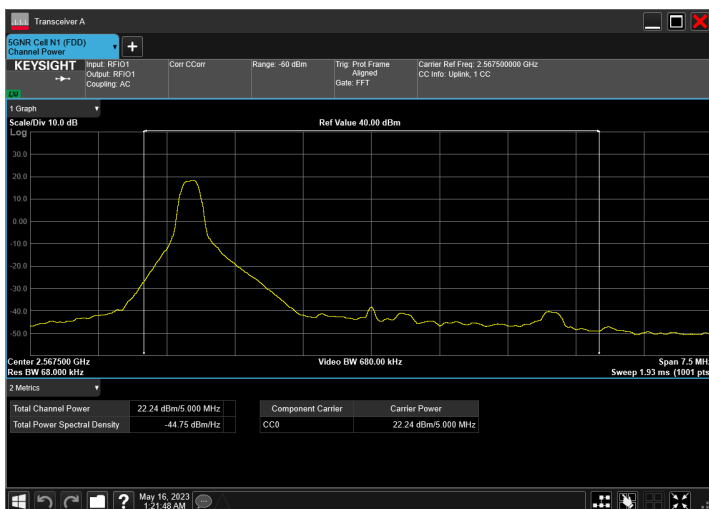 Transceiver A
5GNR Cell N1 (FDD)
Channel Power
KEYSIGHT
Input: RFIO1
Output: RFIO1
Coupling: AC
Corr CCorr
Range: -60 dBm
Trig: Prot Frame
Aligned
Gate: FFT
Carrier Ref Freq: 2.567500000 GHz
CC Info: Uplink, 1 CC
LXI
1 Graph
Scale/Div 10.0 dB
Ref Value 40.00 dBm
Log
30.0
20.0
10.0
0.00
-10.0
-20.0
-30.0
-40.0
-50.0
Center 2.567500 GHz
Video BW 680.00 kHz
Span 7.5 MHz
Res BW 68.000 kHz
Sweep 1.93 ms (1001 pts
2 Metrics
Total Channel Power 22.24 dBm/5.000 MHz
Total Power Spectral Density -44.75 dBm/Hz
Component Carrier Carrier Power
CC0 22.24 dBm/5.000 MHz
May 16, 2023
1:21:48 AM